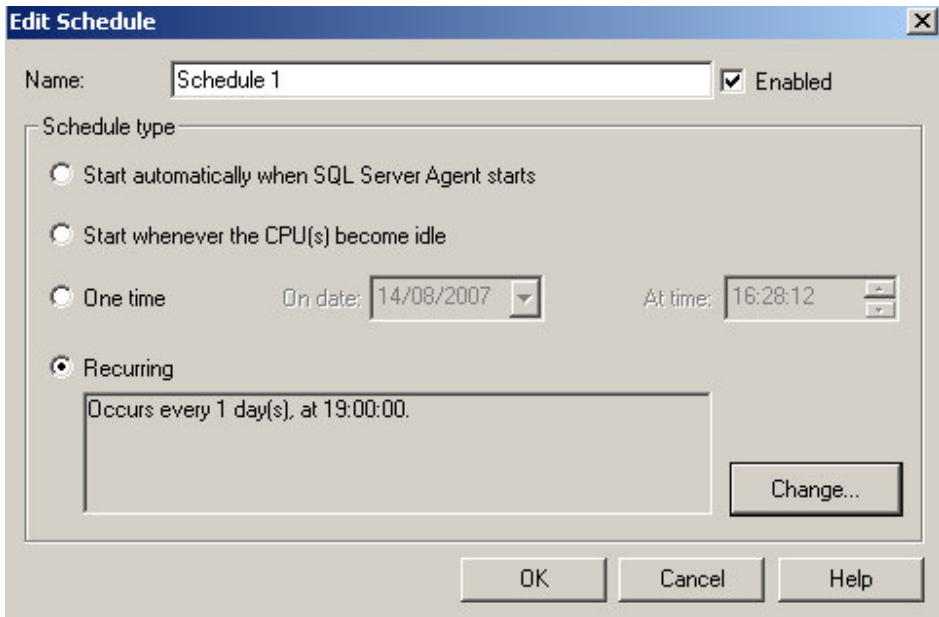 Edit Schedule
Name: Schedule 1 Enabled
Schedule type
Start automatically when SQL Server Agent starts
Start whenever the CPU(s) become idle
One time On date: 14/08/2007 At time: 16:28:12
Recurring
Occurs every 1 day(s), at 19:00:00.
Change...
OK Cancel Help